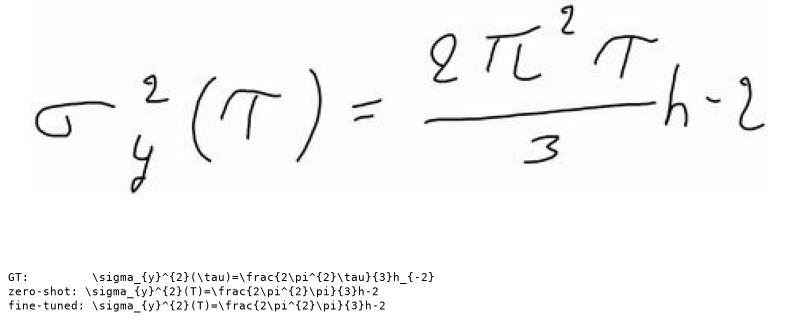 σ_y^2(τ) = \frac{2π^2 τ}{3} h-2
GT: \sigma_{y}^{2}(\tau)=\frac{2\pi^{2}\tau}{3}h_{-2}
zero-shot: \sigma_{y}^{2}(T)=\frac{2\pi^{2}\pi}{3}h-2
fine-tuned: \sigma_{y}^{2}(T)=\frac{2\pi^{2}\pi}{3}h-2